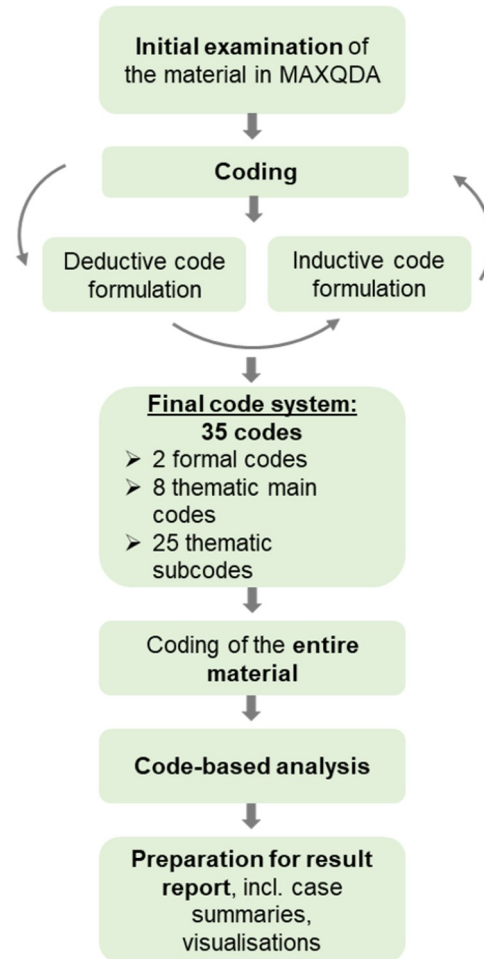 Initial examination of
the material in MAXQDA
Coding
Deductive code
formulation
Inductive code
formulation
Final code system:
35 codes
➢ 2 formal codes
➢ 8 thematic main
codes
➢ 25 thematic
subcodes
Coding of the entire
material
Code-based analysis
Preparation for result
report, incl. case
summaries,
visualisations